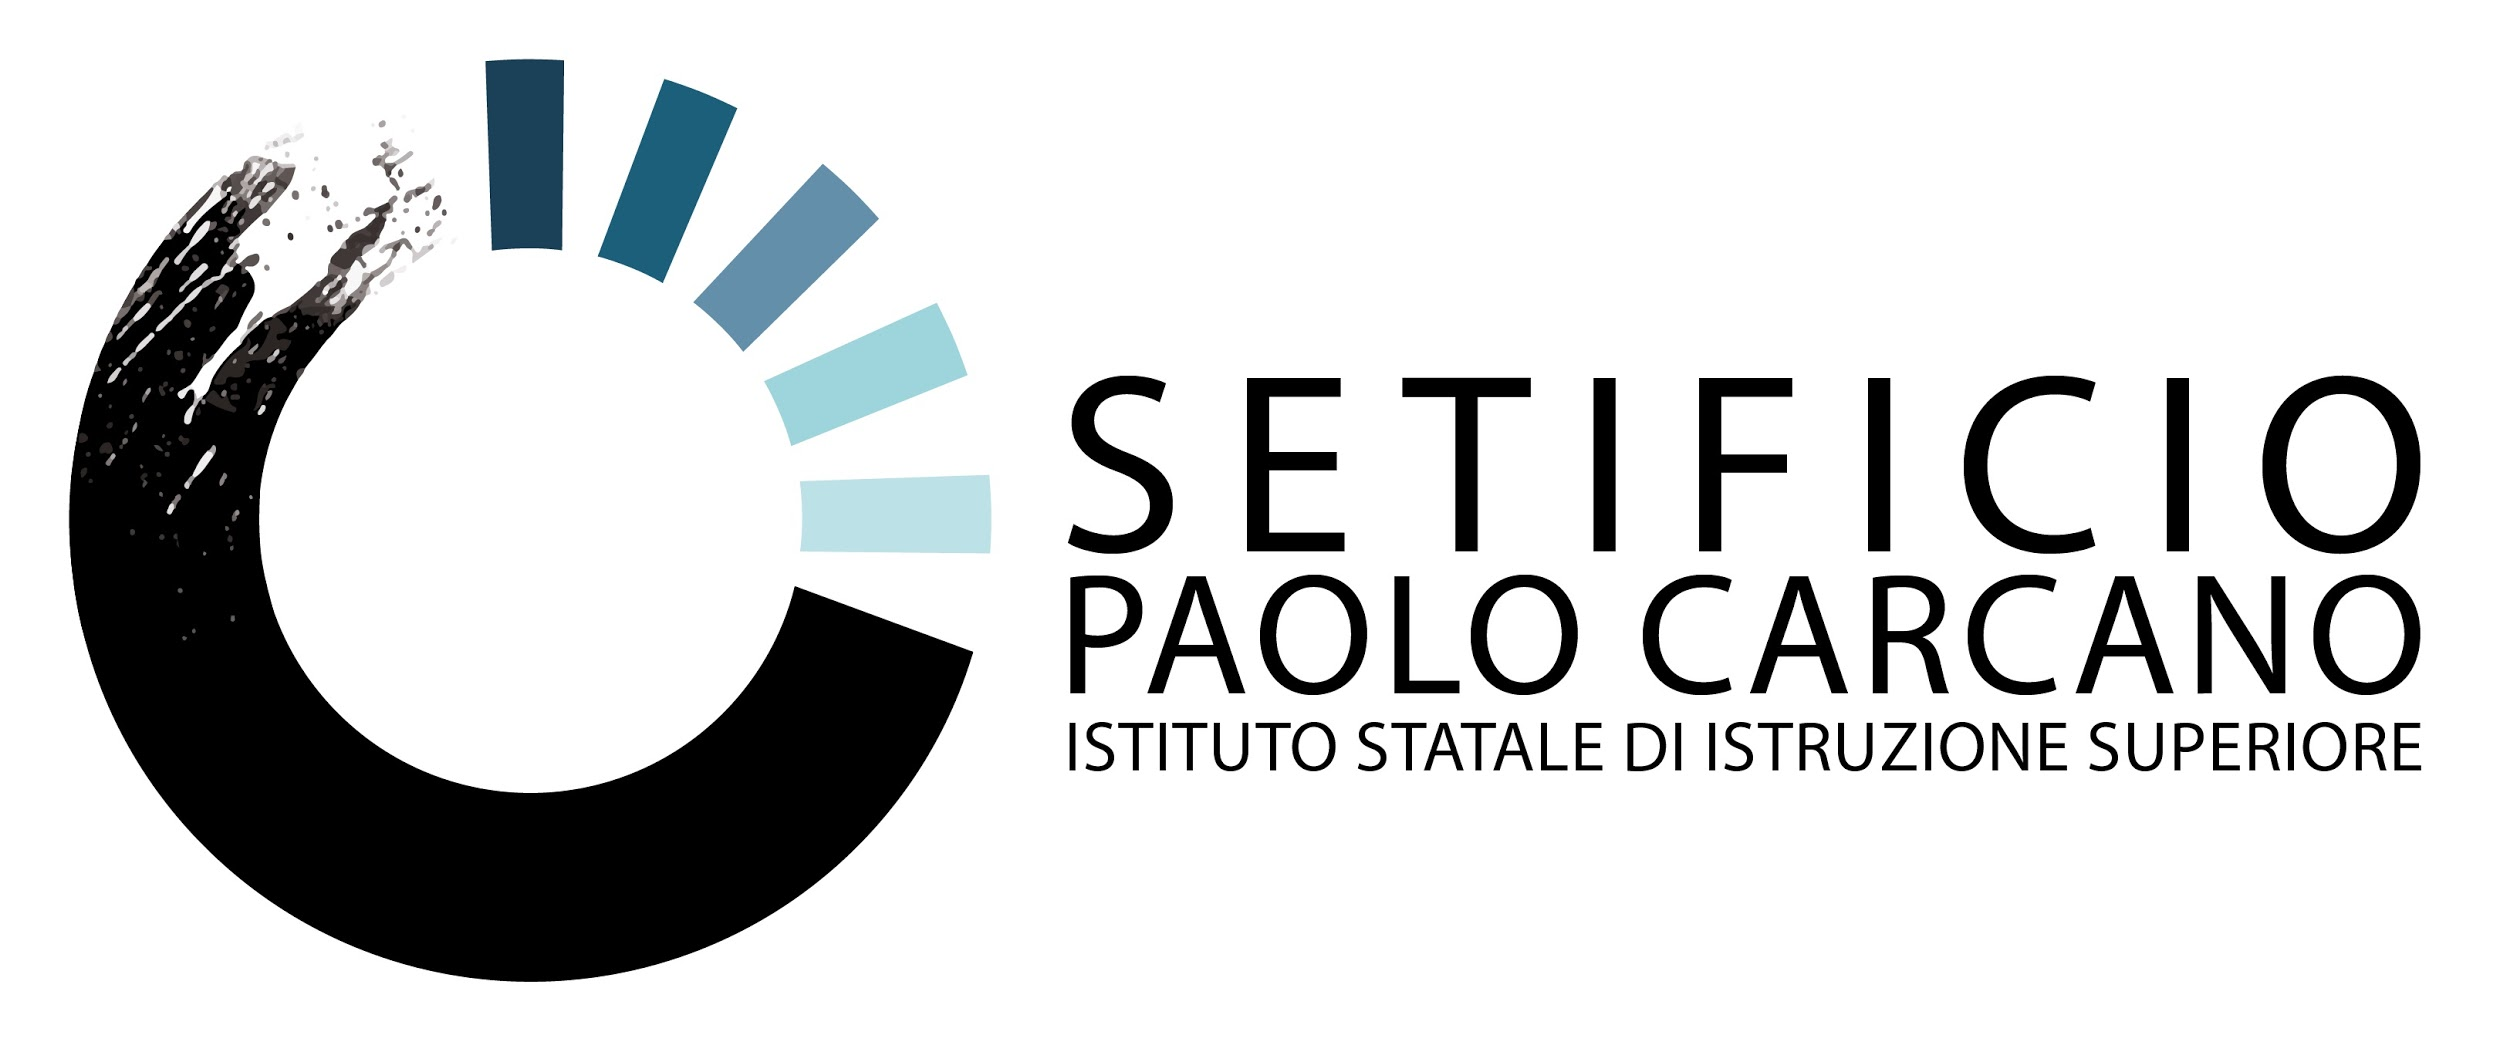 SETIFICIO
PAOLO CARCANO
ISTITUTO STATALE DI ISTRUZIONE SUPERIORE